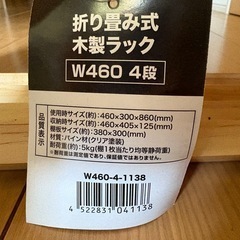 折り畳み式
木製ラック
W460 4段
品質表示
使用時サイズ(約):460×300×860(mm)
収納時サイズ(約):460×405×125(mm)
棚板サイズ(約):380×300(mm)
材質:パイン材(クリア塗装)
耐荷重(約):5kg(棚1枚当たり均等静荷重)
※耐荷重は測定値であり、保証値ではありません。
W460-4-1138
4 522831 041138